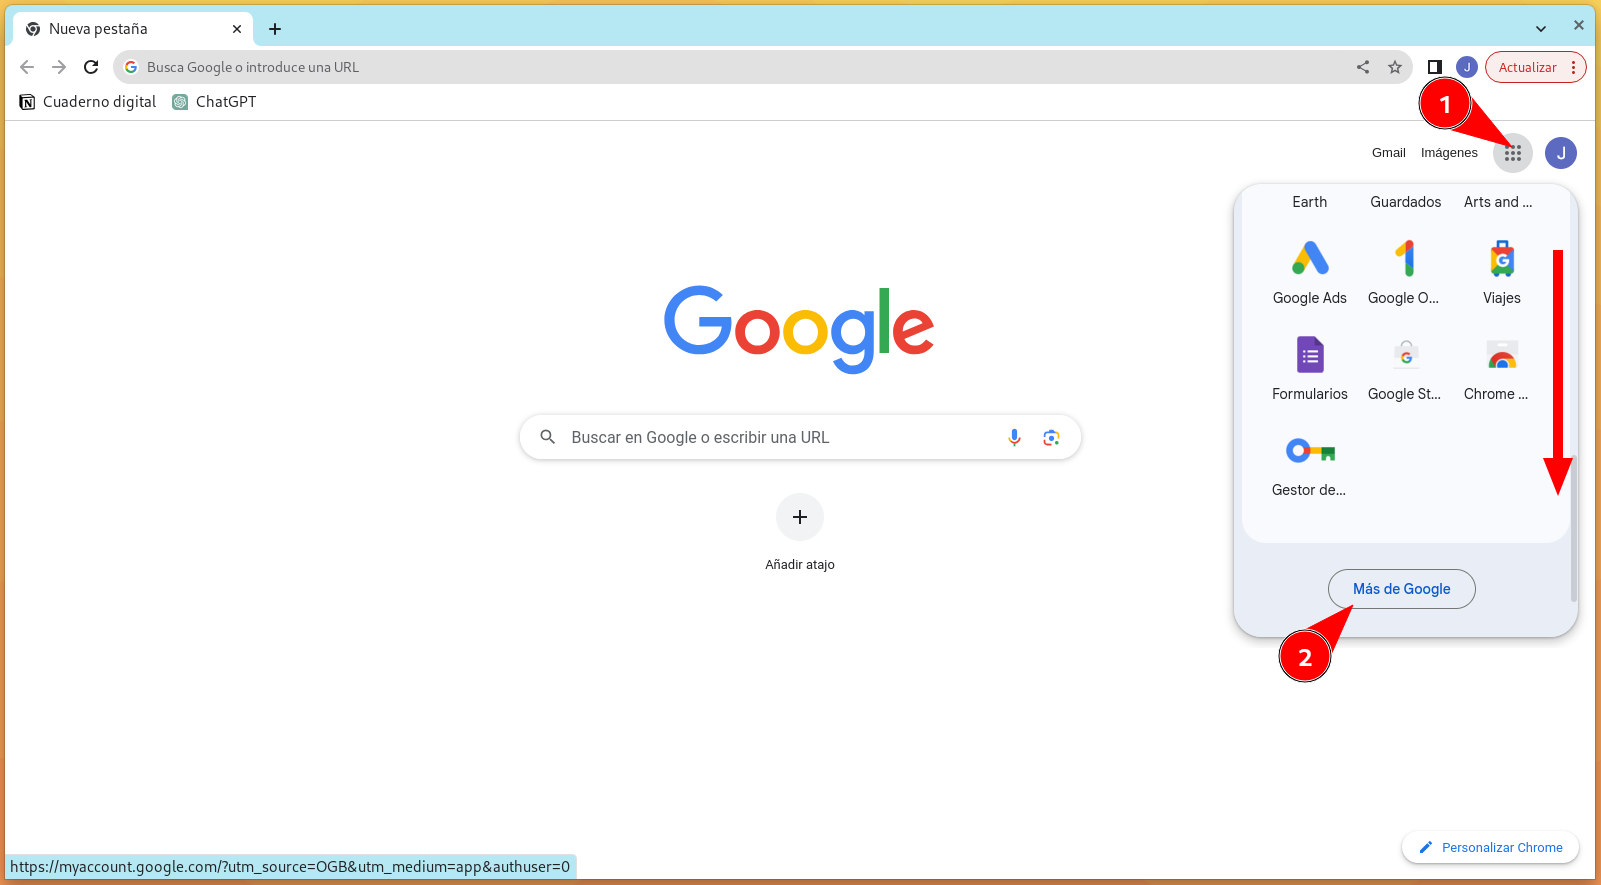 Nueva pestaña
Busca Google o introduce una URL
J
Actualizar
Cuaderno digital
ChatGPT
1
Gmail
Imágenes
J
Earth
Guardados
Arts and ...
Google
Google Ads
Google O...
Viajes
Formularios
Google St...
Chrome ...
Buscar en Google o escribir una URL
Gestor de...
Añadir atajo
Más de Google
2
Personalizar Chrome
https://myaccount.google.com/?utm_source=OGB&utm_medium=app&authuser=0